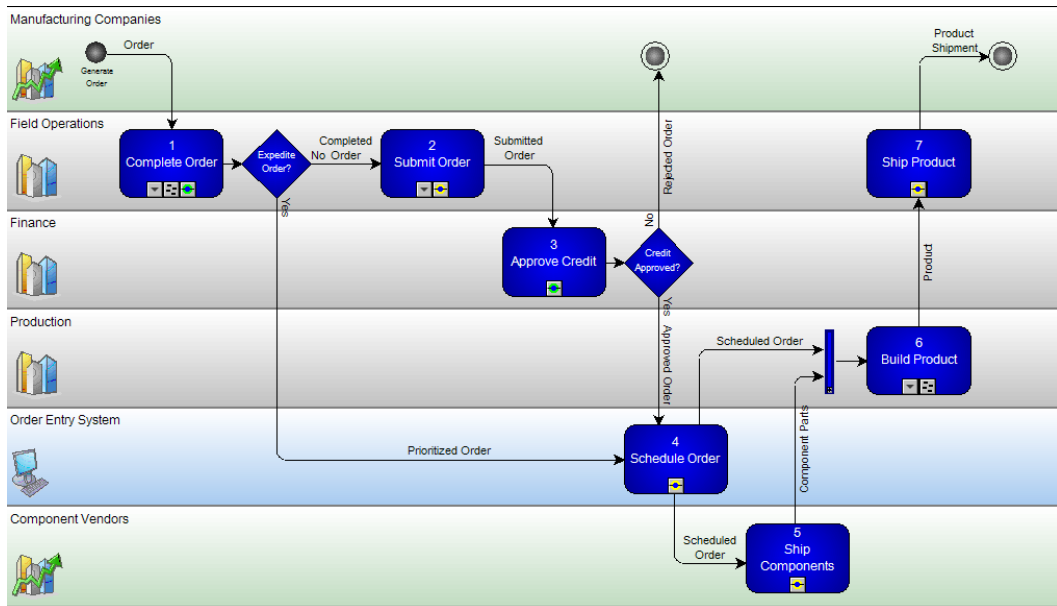 Manufacturing Companies
Order
Generate
Order
Product
Shipment
Field Operations
1
Complete Order
Expedite
Order?
Completed
No Order
2
Submit Order
Submitted
Order
Rejected Order
7
Ship Product
Yes
Finance
3
Approve Credit
No
Credit
Approved?
Product
Yes Approved Order
Production
Scheduled Order
6
Build Product
Order Entry System
Prioritized Order
4
Schedule Order
Component Parts
Component Vendors
Scheduled
Order
5
Ship
Components